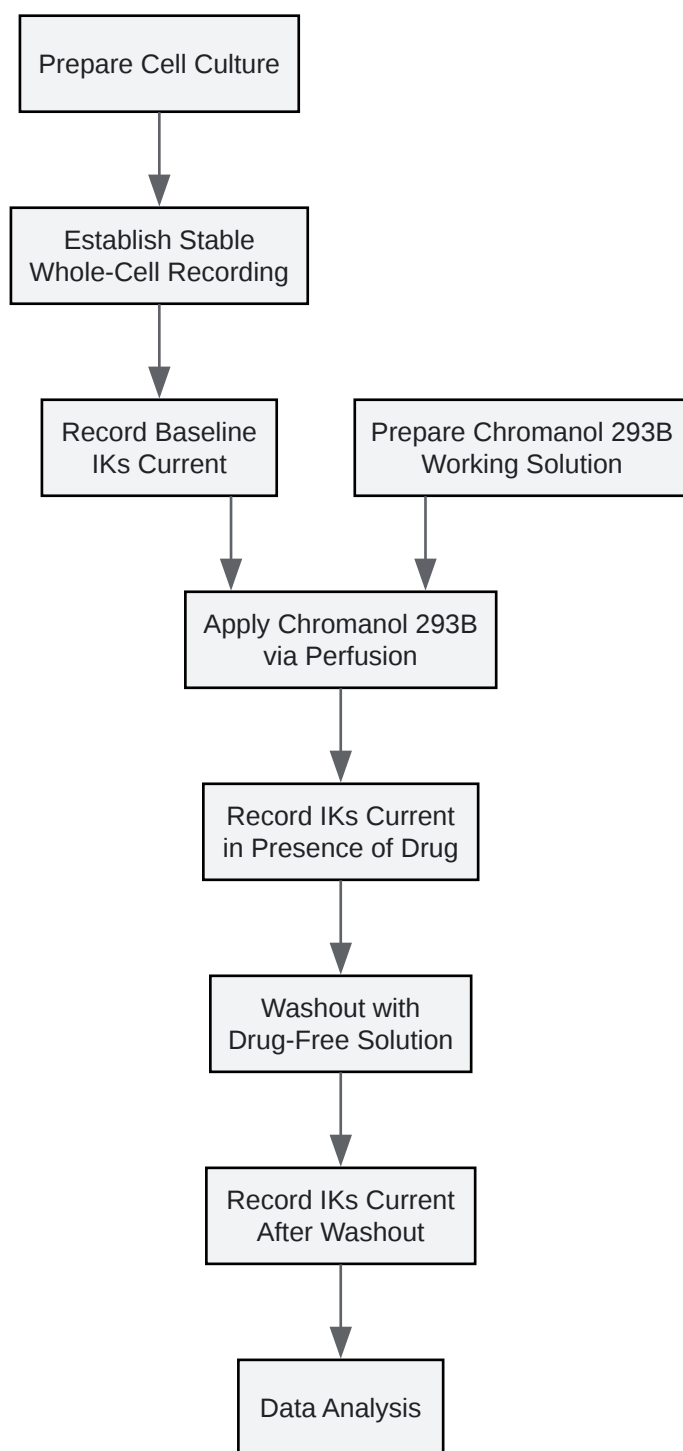 Prepare Cell Culture
Establish Stable
Whole-Cell Recording
Record Baseline
IKs Current
Prepare Chromanol 293B
Working Solution
Apply Chromanol 293B
via Perfusion
Record IKs Current
in Presence of Drug
Washout with
Drug-Free Solution
Record IKs Current
After Washout
Data Analysis